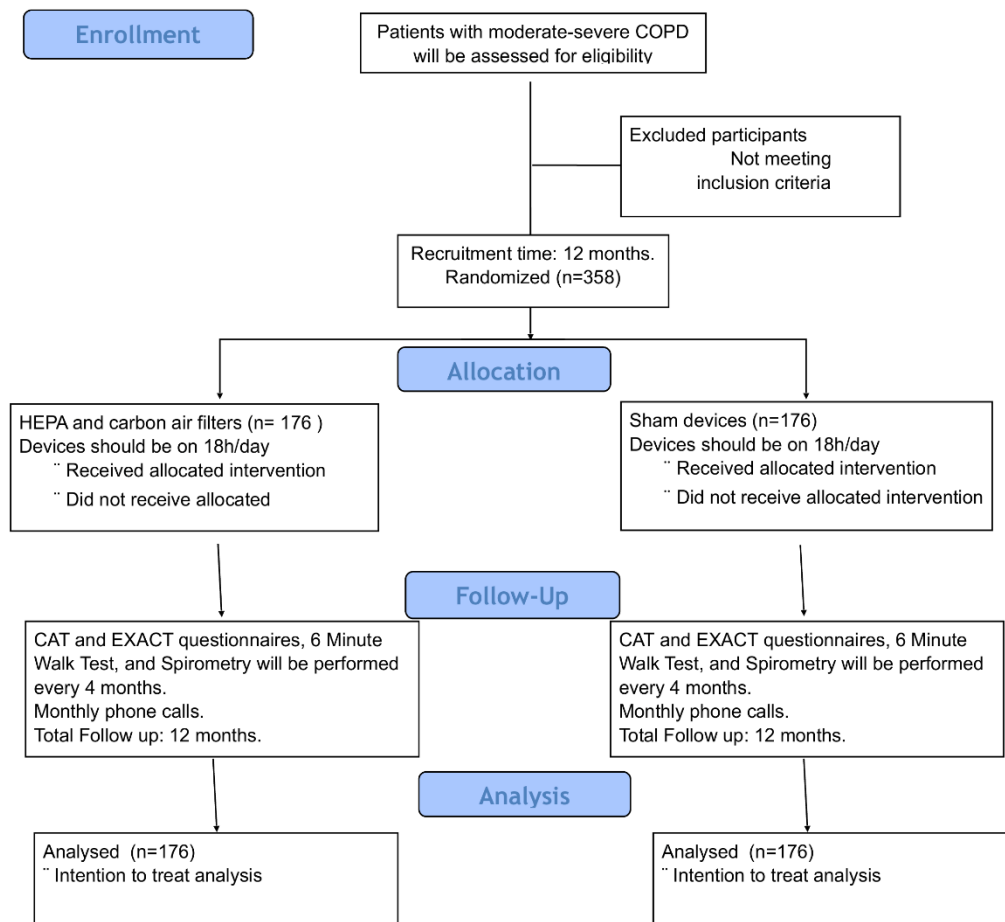 Enrollment
Patients with moderate-severe COPD
will be assessed for eligibility
Excluded participants
Not meeting
inclusion criteria
Recruitment time: 12 months.
Randomized (n=358)
Allocation
HEPA and carbon air filters (n= 176 )
Devices should be on 18h/day
¨ Received allocated intervention
¨ Did not receive allocated
Sham devices (n=176)
Devices should be on 18h/day
¨ Received allocated intervention
¨ Did not receive allocated intervention
Follow-Up
CAT and EXACT questionnaires, 6 Minute
Walk Test, and Spirometry will be performed
every 4 months.
Monthly phone calls.
Total Follow up: 12 months.
CAT and EXACT questionnaires, 6 Minute
Walk Test, and Spirometry will be performed
every 4 months.
Monthly phone calls.
Total Follow up: 12 months.
Analysis
Analysed (n=176)
¨ Intention to treat analysis
Analysed (n=176)
¨ Intention to treat analysis